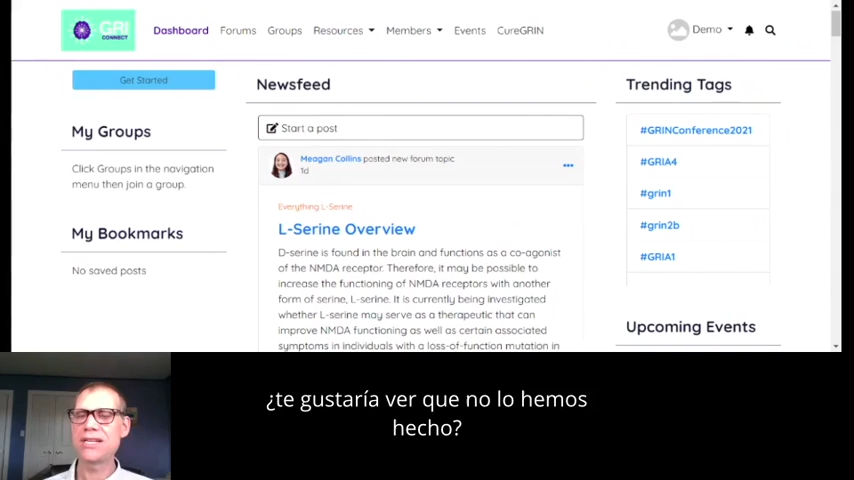 GRI
CONNECT
Dashboard
Forums
Groups
Resources
Members
Events
CureGRIN
Demo
Get Started
My Groups
Click Groups in the navigation
menu then join a group.
My Bookmarks
No saved posts
Newsfeed
Start a post
Meagan Collins posted new forum topic
1d
Everything L-Serine
L-Serine Overview
D-serine is found in the brain and functions as a co-agonist
of the NMDA receptor. Therefore, it may be possible to
increase the functioning of NMDA receptors with another
form of serine, L-serine. It is currently being investigated
whether L-serine may serve as a therapeutic that can
improve NMDA functioning as well as certain associated
symptoms in individuals with a loss-of-function mutation in
Trending Tags
#GRINConference2021
#GRIA4
#grin1
#grin2b
#GRIA1
Upcoming Events
¿te gustaría ver que no lo hemos
hecho?